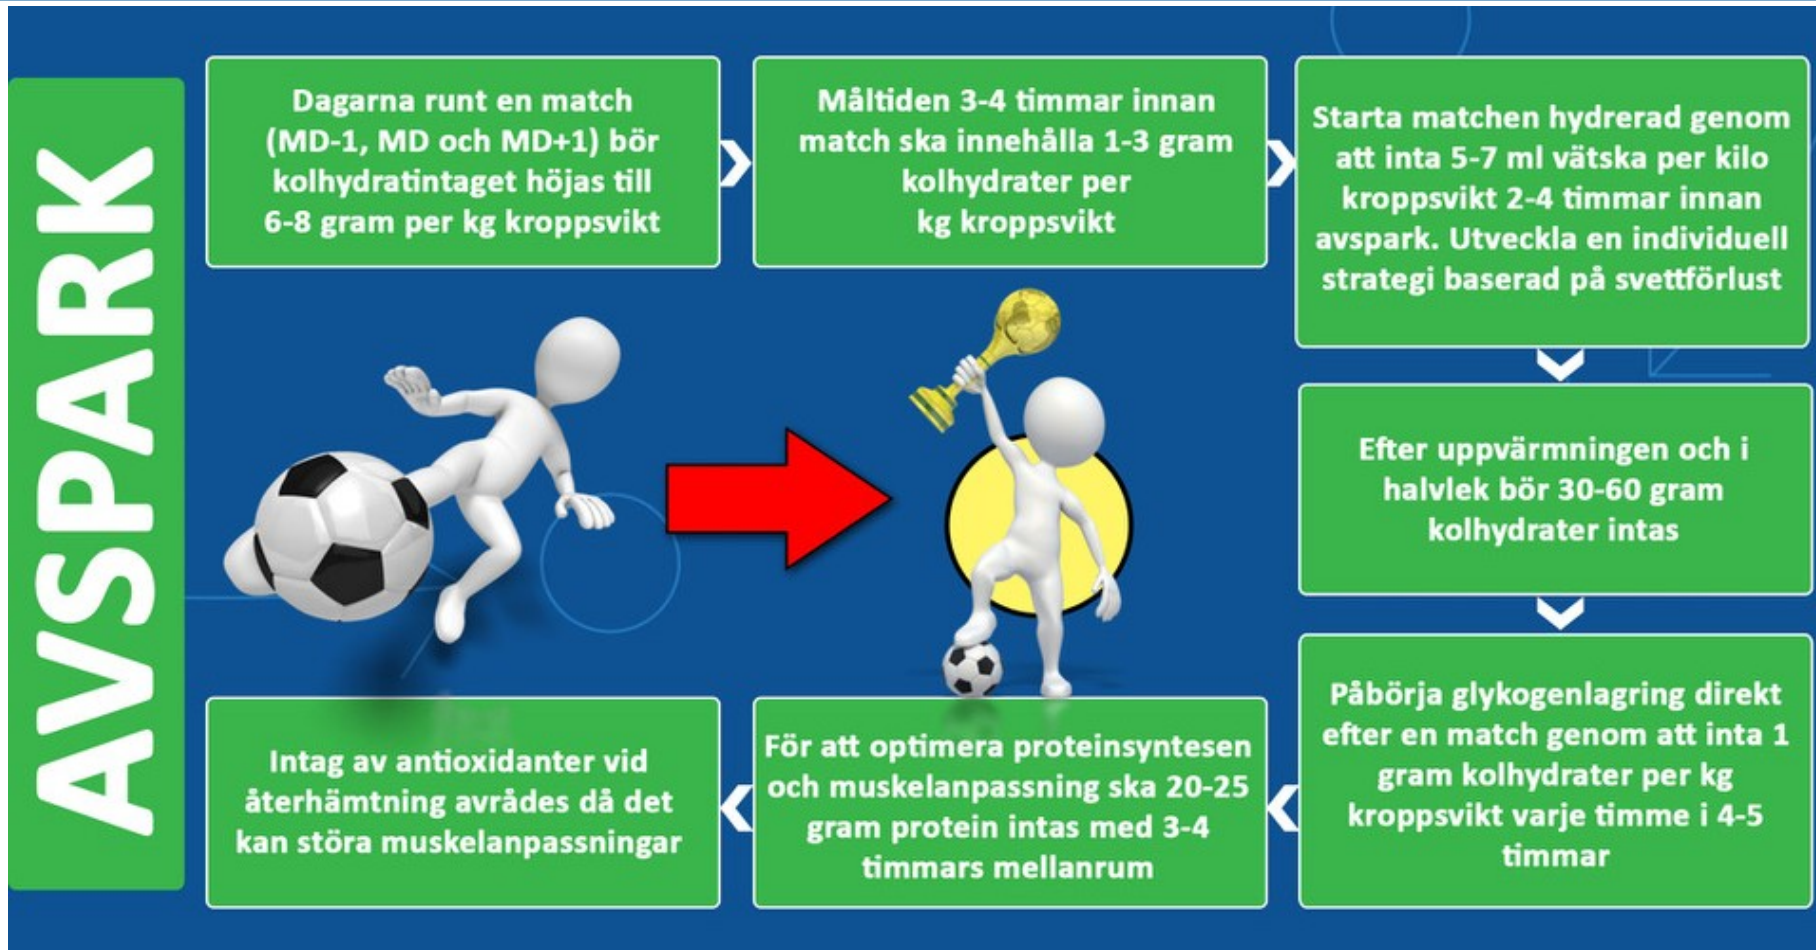 AVSPARK
Dagarna runt en match
(MD-1, MD och MD+1) bör
kolhydratintaget höjas till
6-8 gram per kg kroppsvikt
Måltiden 3-4 timmar innan
match ska innehålla 1-3 gram
kolhydrater per
kg kroppsvikt
Starta matchen hydrerad genom
att inta 5-7 ml vätska per kilo
kroppsvikt 2-4 timmar innan
avspark. Utveckla en individuell
strategi baserad på svettförlust
Efter uppvärmningen och i
halvlek bör 30-60 gram
kolhydrater intas
Påbörja glykogenlagring direkt
efter en match genom att inta 1
gram kolhydrater per kg
kroppsvikt varje timme i 4-5
timmar
För att optimera proteinsyntesen
och muskelanpassning ska 20-25
gram protein intas med 3-4
timmars mellanrum
Intag av antioxidanter vid
återhämtning avrådes då det
kan störa muskelanpassningar